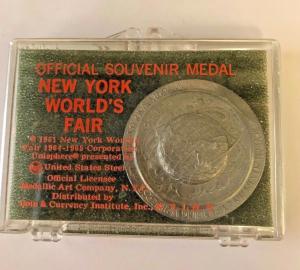 OFFICIAL SOUVENIR MEDAL
NEW YORK
WORLD'S
FAIR
© 1961 New York World
Fair 1964-1965 Corporation
Unisphere® presented by
United States Steel
Official Licensee
Medallic Art Company, N.Y.
Distributed by
Coin & Currency Institute, Inc., N.Y.